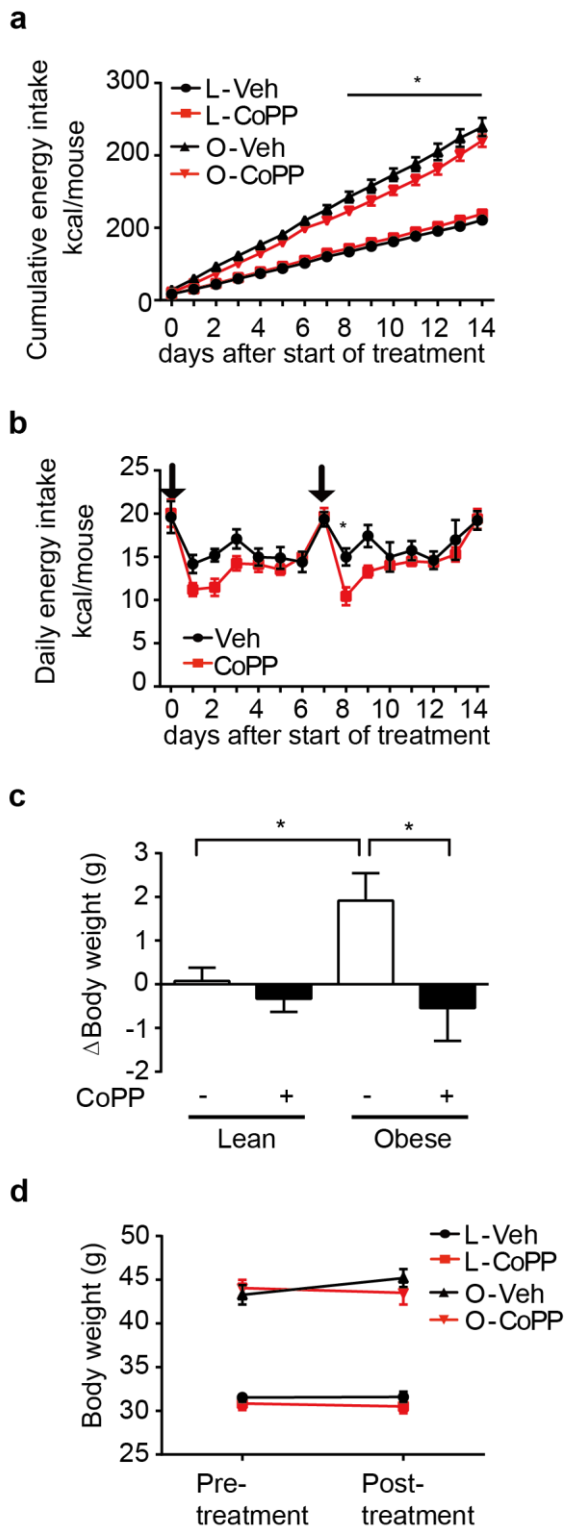 a
Cumulative energy intake
kcal/mouse
300
200
200
0
L-Veh
L-CoPP
O-Veh
O-CoPP
*
0 2 4 6 8 10 12 14
days after start of treatment
b
Daily energy intake
kcal/mouse
25
20
15
10
5
0
*
Veh
CoPP
0 2 4 6 8 10 12 14
days after start of treatment
c
ΔBody weight (g)
3
2
1
0
-1
-2
* *
CoPP - + - +
Lean Obese
d
Body weight (g)
50
45
40
35
30
25
L-Veh
L-CoPP
O-Veh
O-CoPP
Pre- Post-
treatment treatment